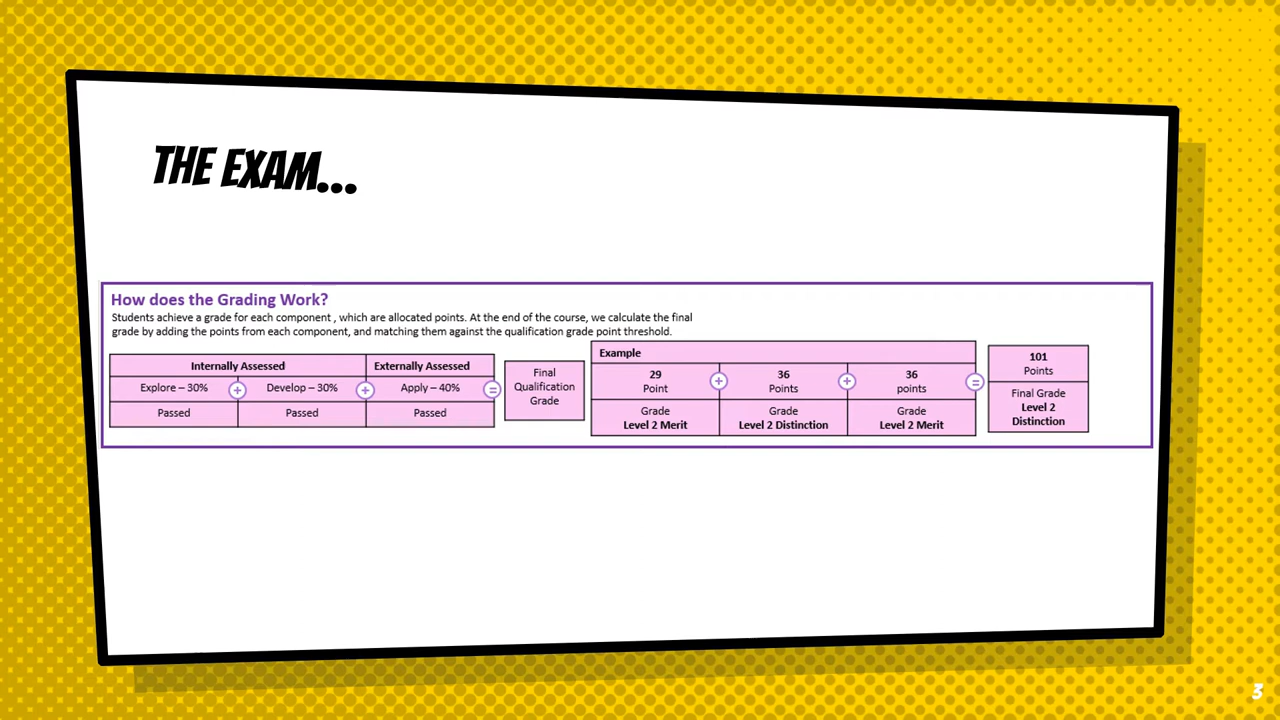 THE EXAM...
How does the Grading Work?
Students achieve a grade for each component , which are allocated points. At the end of the course, we calculate the final
grade by adding the points from each component, and matching them against the qualification grade point threshold.
Internally Assessed
Externally Assessed
Explore – 30%
+
Develop – 30%
+
Apply – 40%
=
Passed
Passed
Passed
Final
Qualification
Grade
Example
29
Point
+
36
Points
+
36
points
=
Grade
Level 2 Merit
Grade
Level 2 Distinction
Grade
Level 2 Merit
101
Points
Final Grade
Level 2
Distinction
3